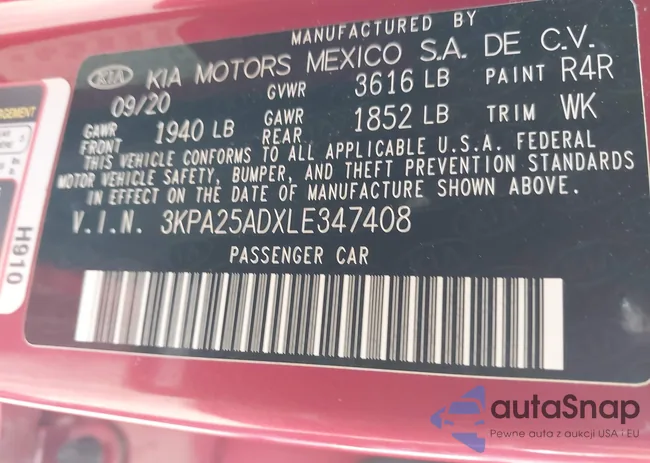 MANUFACTURED BY
KIA KIA MOTORS MEXICO S.A. DE C.V.
09/20 GVWR 3616 LB PAINT R4R
GAWR FRONT 1940 LB GAWR REAR 1852 LB TRIM WK
THIS VEHICLE CONFORMS TO ALL APPLICABLE U.S.A. FEDERAL
MOTOR VEHICLE SAFETY, BUMPER, AND THEFT PREVENTION STANDARDS
IN EFFECT ON THE DATE OF MANUFACTURE SHOWN ABOVE.
V.I.N. 3KPA25ADXLE347408
PASSENGER CAR
H910
autaSnap
Pewne auta z aukcji USA i EU